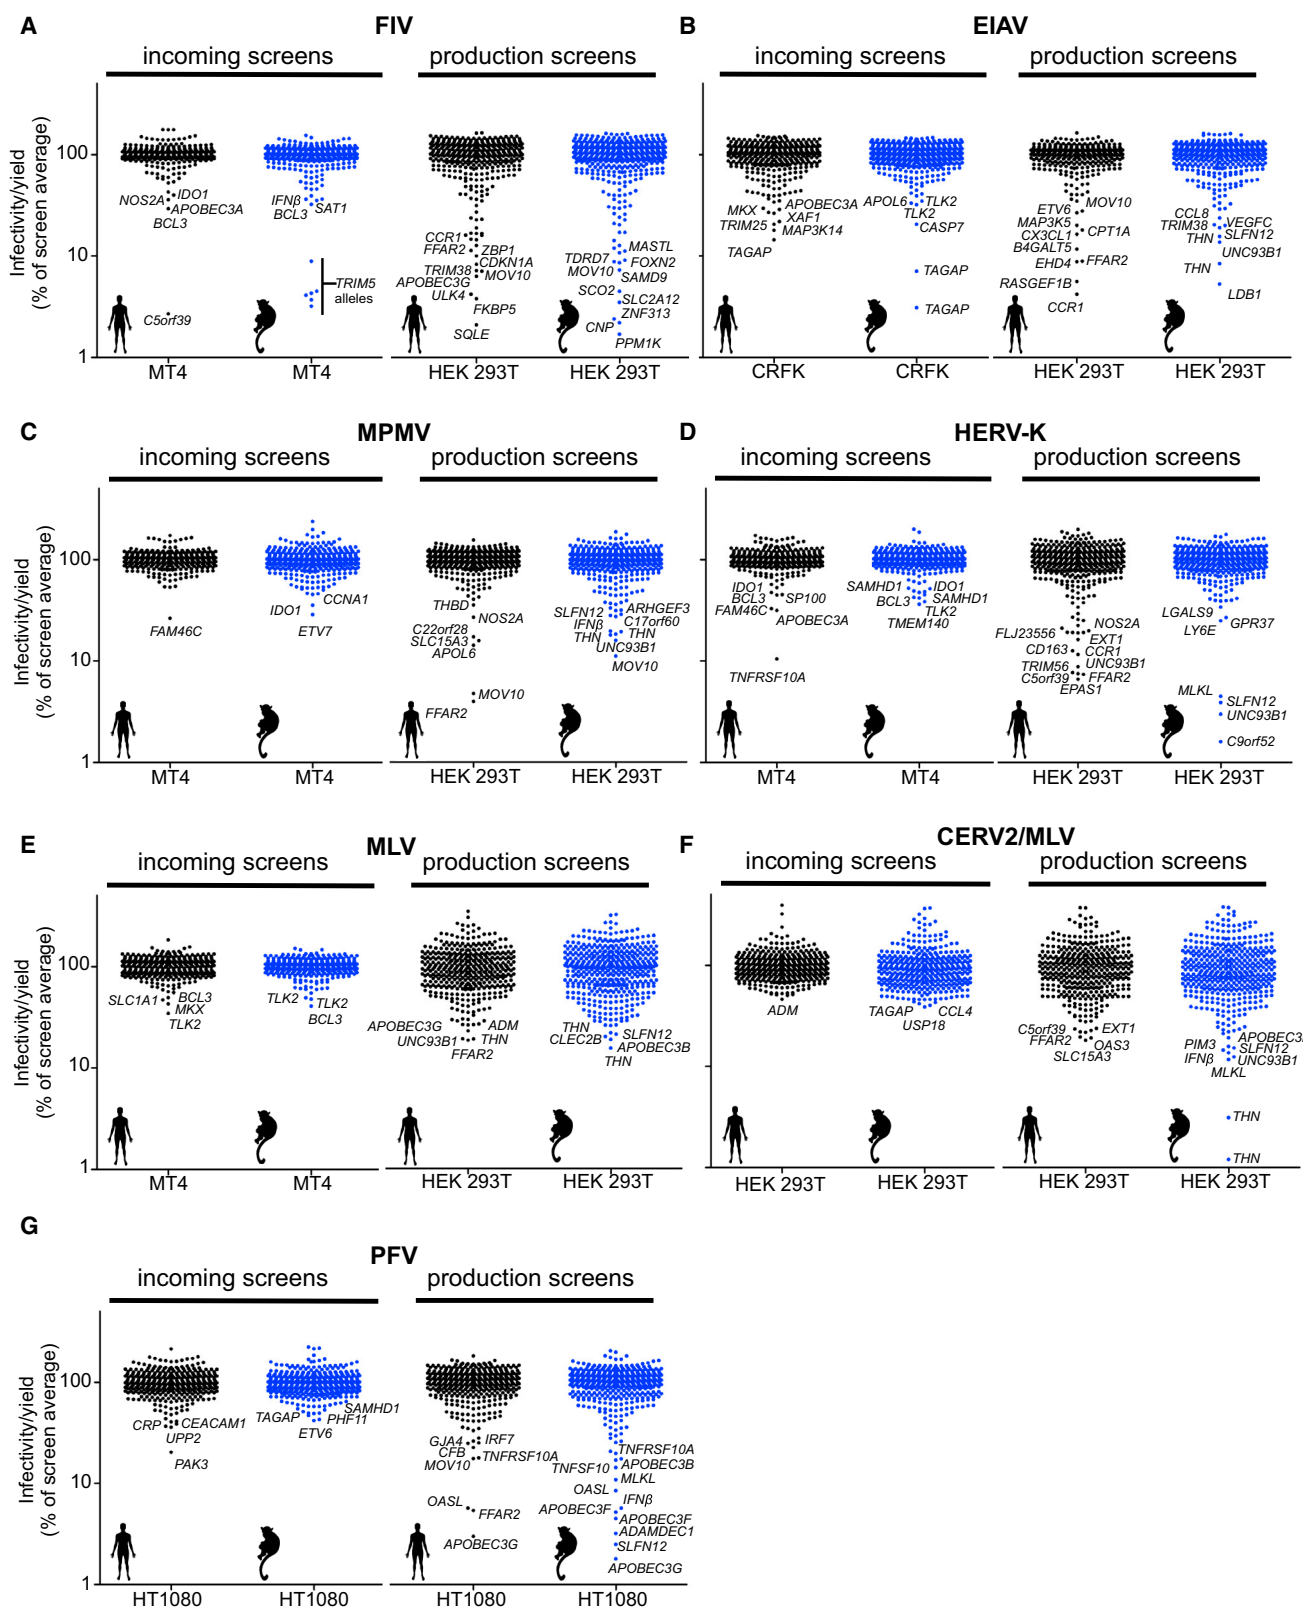 A
FIV
incoming screens
production screens
Infectivity/yield
(% of screen average)
100
10
1
NOS2A
IDO1
APOBEC3A
BCL3
C5orf39
IFNβ
BCL3
SAT1
TRIM5
alleles
CCR1
FFAR2
ZBP1
CDKN1A
TRIM38
MOV10
APOBEC3G
ULK4
FKBP5
SQLE
MASTL
TDRD7
FOXN2
MOV10
SAMD9
SCO2
SLC2A12
ZNF313
CNP
PPM1K
MT4
MT4
HEK 293T
HEK 293T
B
EIAV
incoming screens
production screens
MKX
APOBEC3A
XAF1
TRIM25
MAP3K14
TAGAP
APOL6
TLK2
TLK2
CASP7
TAGAP
TAGAP
ETV6
MOV10
MAP3K5
CX3CL1
CPT1A
B4GALT5
EHD4
FFAR2
RASGEF1B
CCR1
CCL8
TRIM38
VEGFC
THN
SLFN12
UNC93B1
THN
LDB1
CRFK
CRFK
HEK 293T
HEK 293T
C
MPMV
incoming screens
production screens
Infectivity/yield
(% of screen average)
100
10
1
FAM46C
IDO1
CCNA1
ETV7
THBD
NOS2A
C22orf28
SLC15A3
APOL6
MOV10
FFAR2
SLFN12
ARHGEF3
IFNβ
C17orf60
THN
THN
UNC93B1
MOV10
MT4
MT4
HEK 293T
HEK 293T
D
HERV-K
incoming screens
production screens
IDO1
BCL3
SP100
FAM46C
APOBEC3A
TNFRSF10A
SAMHD1
IDO1
BCL3
SAMHD1
TLK2
TMEM140
NOS2A
FLJ23556
EXT1
CD163
CCR1
TRIM56
UNC93B1
C5orf39
FFAR2
EPAS1
LGALS9
LY6E
GPR37
MLKL
SLFN12
UNC93B1
C9orf52
MT4
MT4
HEK 293T
HEK 293T
E
MLV
incoming screens
production screens
Infectivity/yield
(% of screen average)
100
10
1
SLC1A1
BCL3
MKX
TLK2
TLK2
TLK2
BCL3
APOBEC3G
ADM
UNC93B1
THN
FFAR2
THN
CLEC2B
SLFN12
APOBEC3B
THN
MT4
MT4
HEK 293T
HEK 293T
F
CERV2/MLV
incoming screens
production screens
ADM
TAGAP
CCL4
USP18
C5orf39
EXT1
FFAR2
OAS3
SLC15A3
PIM3
APOBEC3
SLFN12
IFNβ
UNC93B1
MLKL
THN
THN
HEK 293T
HEK 293T
HEK 293T
HEK 293T
G
PFV
incoming screens
production screens
Infectivity/yield
(% of screen average)
100
10
1
CRP
CEACAM1
UPP2
PAK3
TAGAP
SAMHD1
PHF11
ETV6
GJA4
IRF7
CFB
TNFRSF10A
MOV10
OASL
FFAR2
APOBEC3G
TNFRSF10A
TNFSF10
APOBEC3B
MLKL
OASL
IFNβ
APOBEC3F
APOBEC3F
ADAMDEC1
SLFN12
APOBEC3G
HT1080
HT1080
HT1080
HT1080